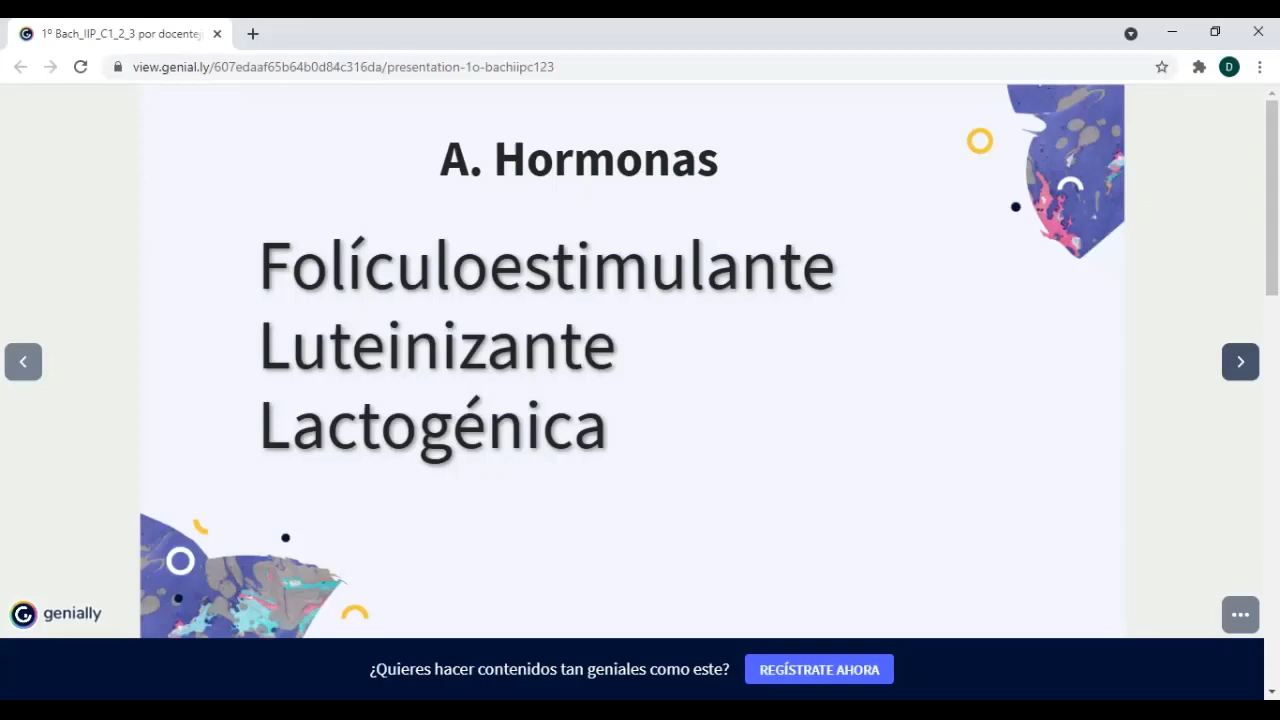 1º Bach_IIP_C1_2_3 por docentej
view.genial.ly/607edaaf65b64b0d84c316da/presentation-1o-bachiipc123
D
A. Hormonas
Folículoestimulante
Luteinizante
Lactogénica
genially
¿Quieres hacer contenidos tan geniales como este?
REGÍSTRATE AHORA